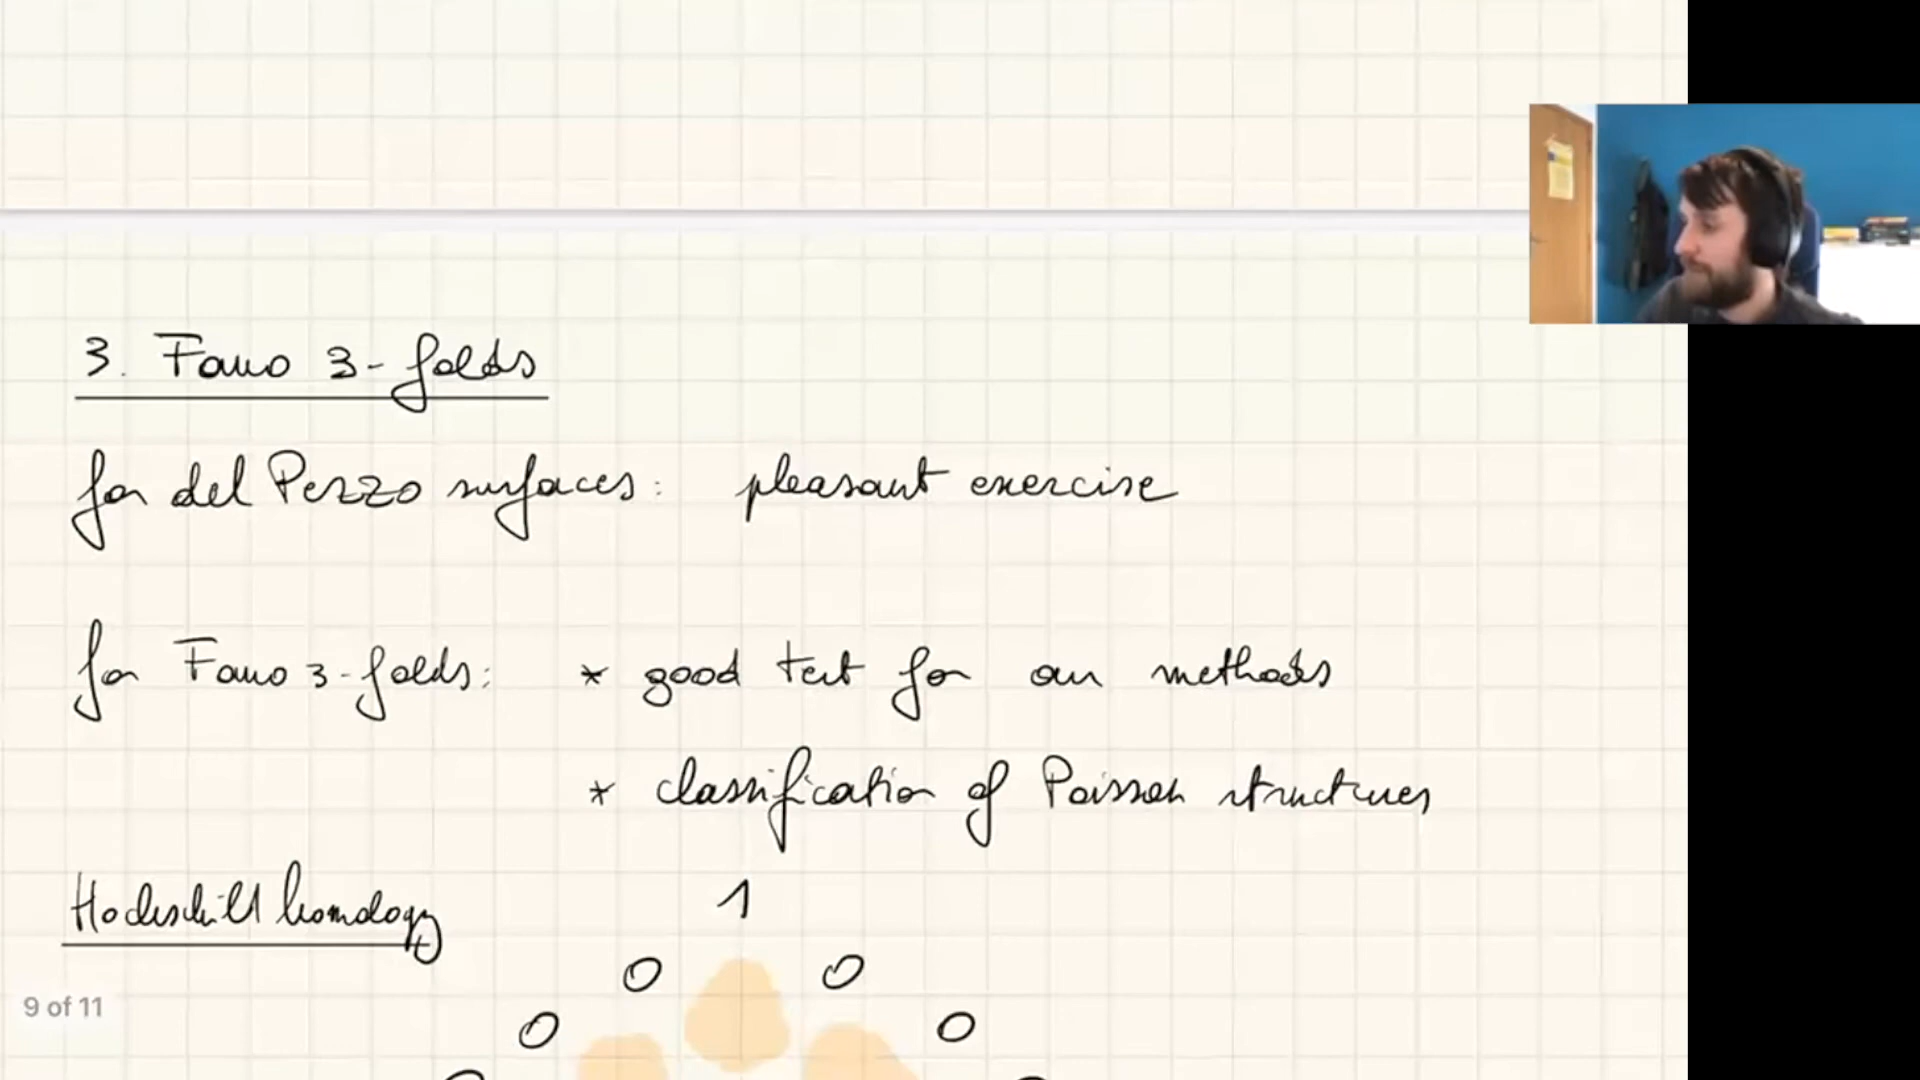 3. Fano 3-folds
for del Pezzo surfaces: pleasant exercise
for Fano 3-folds: * good test for our methods
* classification of Poisson structures
Hochschild homology 1
0 0
0 0
9 of 11